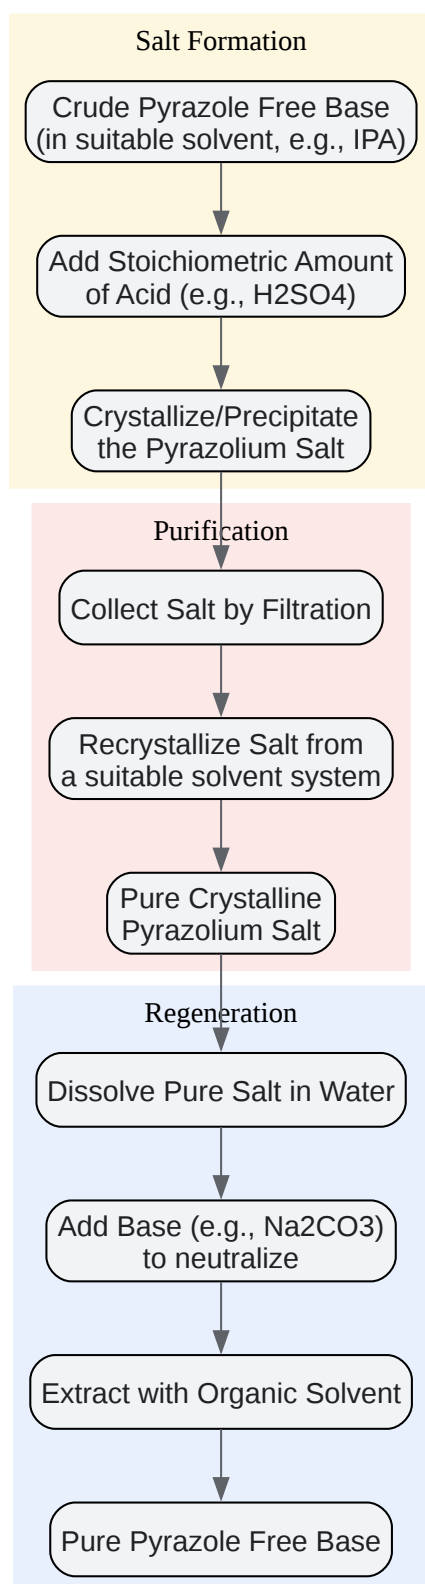 Salt Formation
Crude Pyrazole Free Base
(in suitable solvent, e.g., IPA)
Add Stoichiometric Amount
of Acid (e.g., H2SO4)
Crystallize/Precipitate
the Pyrazolium Salt
Purification
Collect Salt by Filtration
Recrystallize Salt from
a suitable solvent system
Pure Crystalline
Pyrazolium Salt
Regeneration
Dissolve Pure Salt in Water
Add Base (e.g., Na2CO3)
to neutralize
Extract with Organic Solvent
Pure Pyrazole Free Base